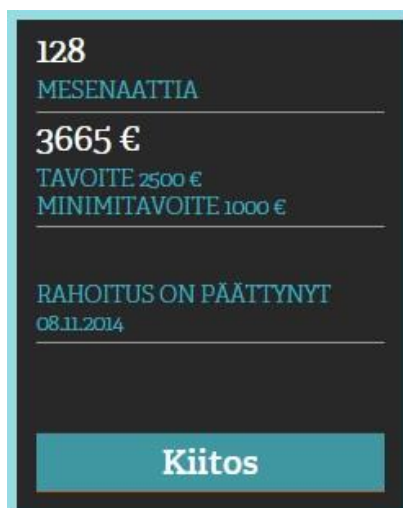 128
MESENAATTIA
3665 €
TAVOITE 2500 €
MINIMITAVOITE 1000 €
RAHOITUS ON PÄÄTTYNYT
08.11.2014
Kiitos